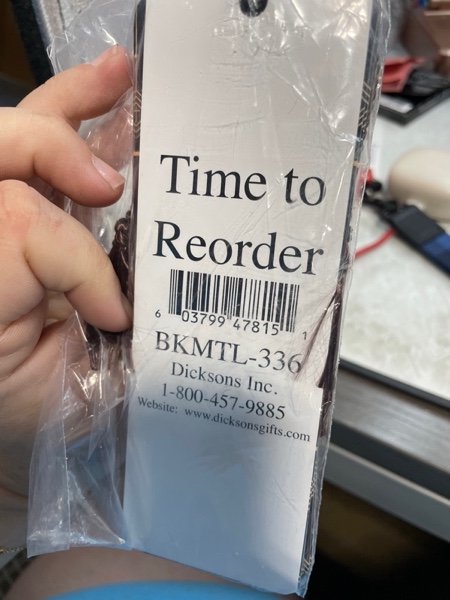 Time to
Reorder
6 03799 47815 1
BKMTL-336
Dicksons Inc.
1-800-457-9885
Website: www.dicksonsgifts.com